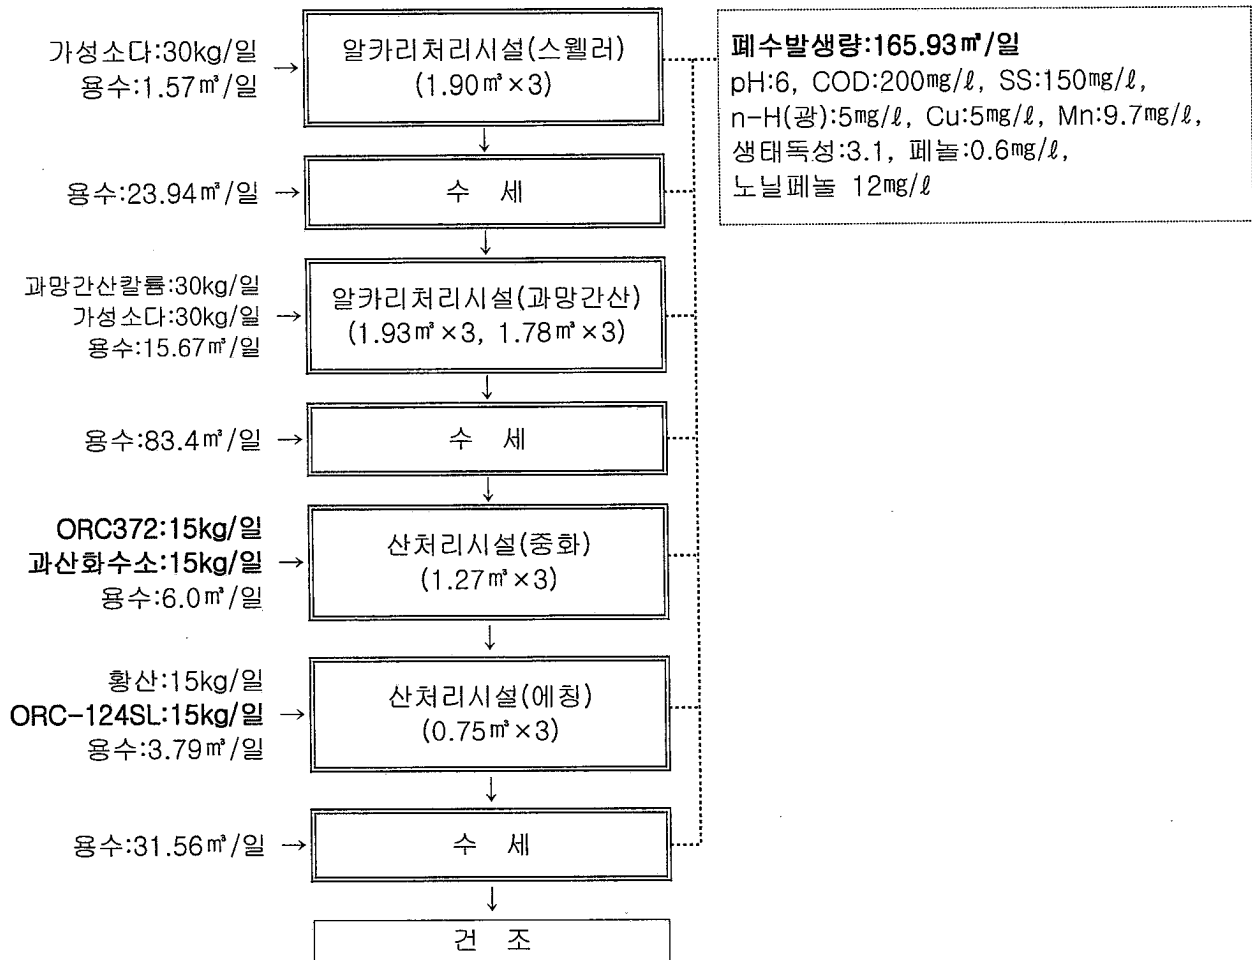 가성소다:30kg/일
용수:1.57㎥/일
→
알카리처리시설(스웰러)
(1.90㎥×3)
폐수발생량:165.93㎥/일
pH:6, COD:200㎎/ℓ, SS:150㎎/ℓ,
n-H(광):5㎎/ℓ, Cu:5㎎/ℓ, Mn:9.7㎎/ℓ,
생태독성:3.1, 페놀:0.6㎎/ℓ,
노닐페놀 12㎎/ℓ
↓
용수:23.94㎥/일 →
수 세
↓
과망간산칼륨:30kg/일
가성소다:30kg/일
용수:15.67㎥/일
→
알카리처리시설(과망간산)
(1.93㎥×3, 1.78㎥×3)
↓
용수:83.4㎥/일 →
수 세
↓
ORC372:15kg/일
과산화수소:15kg/일 →
용수:6.0㎥/일
산처리시설(중화)
(1.27㎥×3)
↓
황산:15kg/일
ORC-124SL:15kg/일 →
용수:3.79㎥/일
산처리시설(에칭)
(0.75㎥×3)
↓
용수:31.56㎥/일 →
수 세
↓
건 조